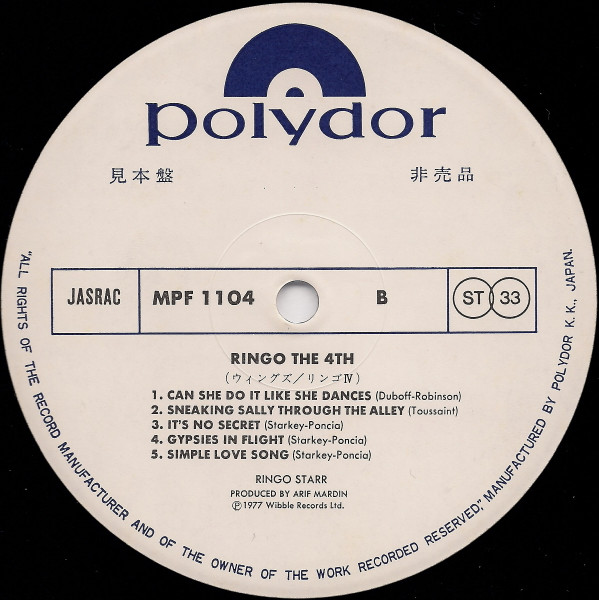 polydor
見本盤
非売品
JASRAC MPF 1104 B ST 33
RINGO THE 4TH
(ウィングズ/リンゴⅣ)
1. CAN SHE DO IT LIKE SHE DANCES (Duboff-Robinson)
2. SNEAKING SALLY THROUGH THE ALLEY (Toussaint)
3. IT'S NO SECRET (Starkey-Poncia)
4. GYPSIES IN FLIGHT (Starkey-Poncia)
5. SIMPLE LOVE SONG (Starkey-Poncia)
RINGO STARR
PRODUCED BY ARIF MARDIN
Ⓟ1977 Wibble Records Ltd.
"ALL RIGHTS OF THE RECORD MANUFACTURER AND OF THE OWNER OF THE WORK RECORDED RESERVED," MANUFACTURED BY POLYDOR K.K., JAPAN.